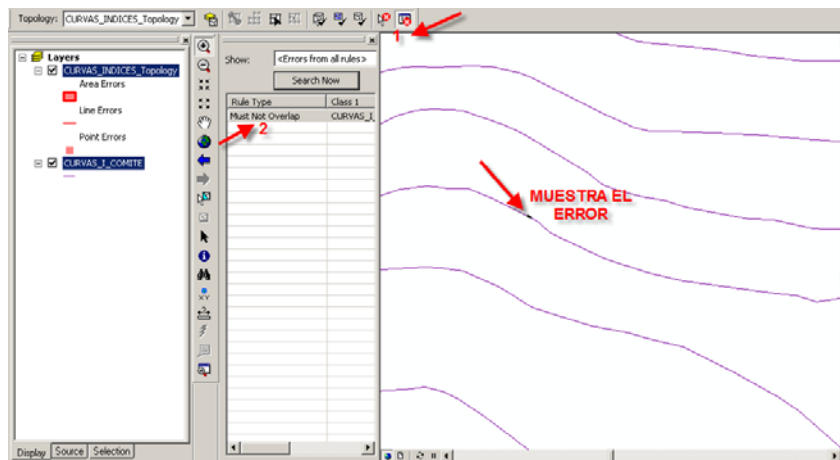 Topology: CURVAS_INDICES_Topology
1
Layers
CURVAS_INDICES_Topology
Area Errors
Line Errors
Point Errors
CURVAS_I_COMITE
Show: <Errors from all rules>
Search Now
Rule Type Class 1
Must Not Overlap CURVAS_I_
2
XY
MUESTRA EL
ERROR
Display Source Selection